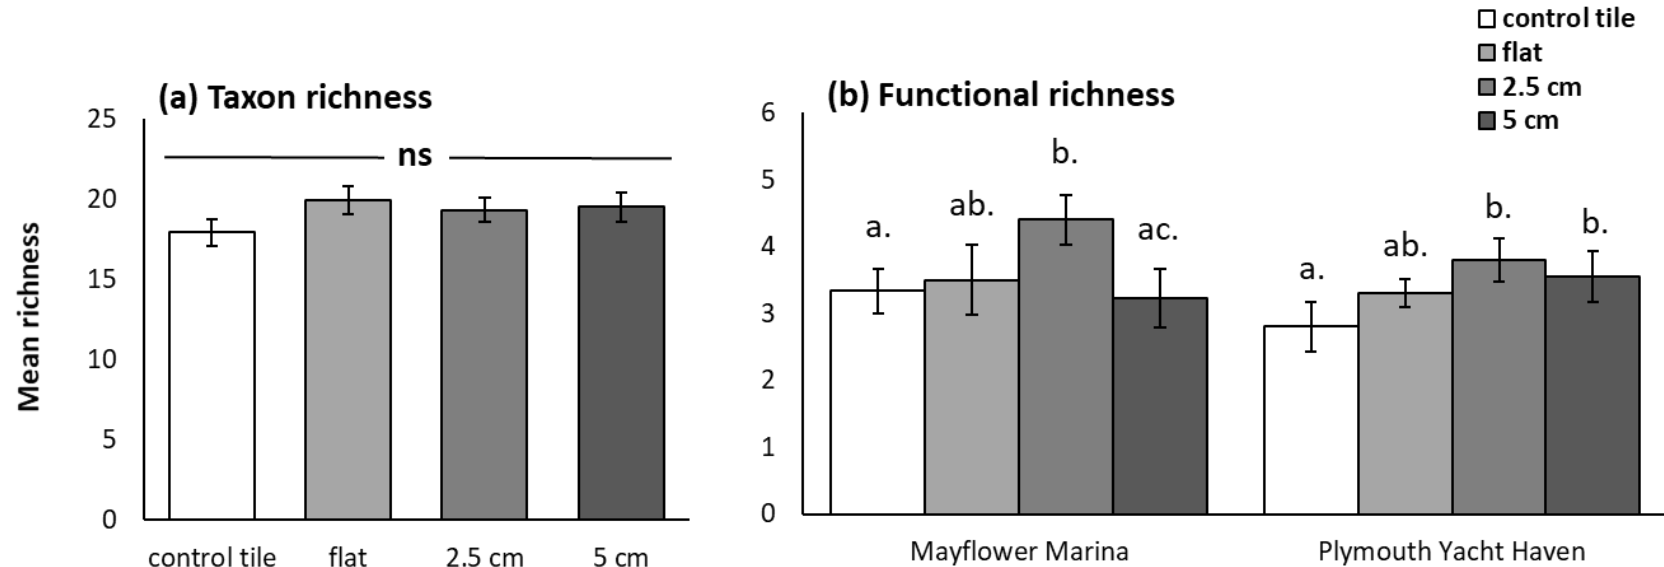 control tile
flat
2.5 cm
5 cm
(a) Taxon richness
(b) Functional richness
Mean richness
25
20
15
10
5
0
ns
control tile
flat
2.5 cm
5 cm
6
5
4
3
2
1
0
a.
ab.
b.
ac.
a.
ab.
b.
b.
Mayflower Marina
Plymouth Yacht Haven